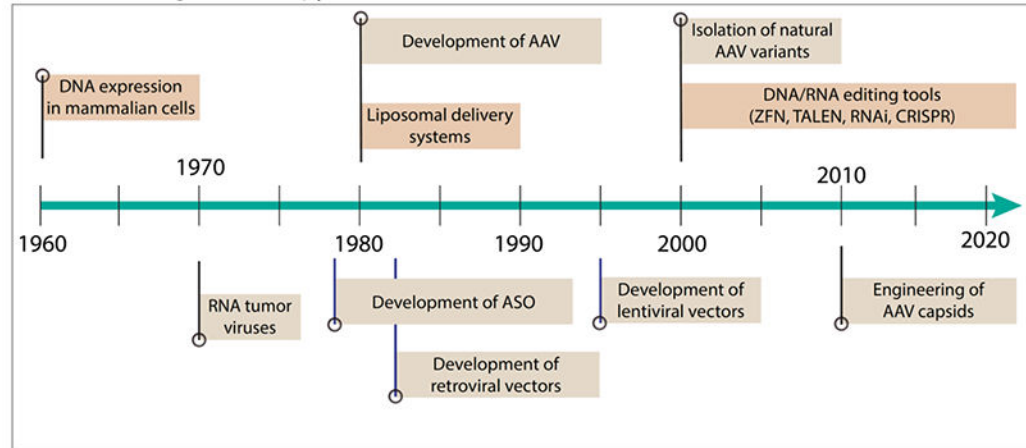 DNA expression
in mammalian cells
Development of AAV
Liposomal delivery
systems
Isolation of natural
AAV variants
DNA/RNA editing tools
(ZFN, TALEN, RNAi, CRISPR)
1970
2010
1960
1980
1990
2000
2020
RNA tumor
viruses
Development of ASO
Development of
retroviral vectors
Development of
lentiviral vectors
Engineering of
AAV capsids